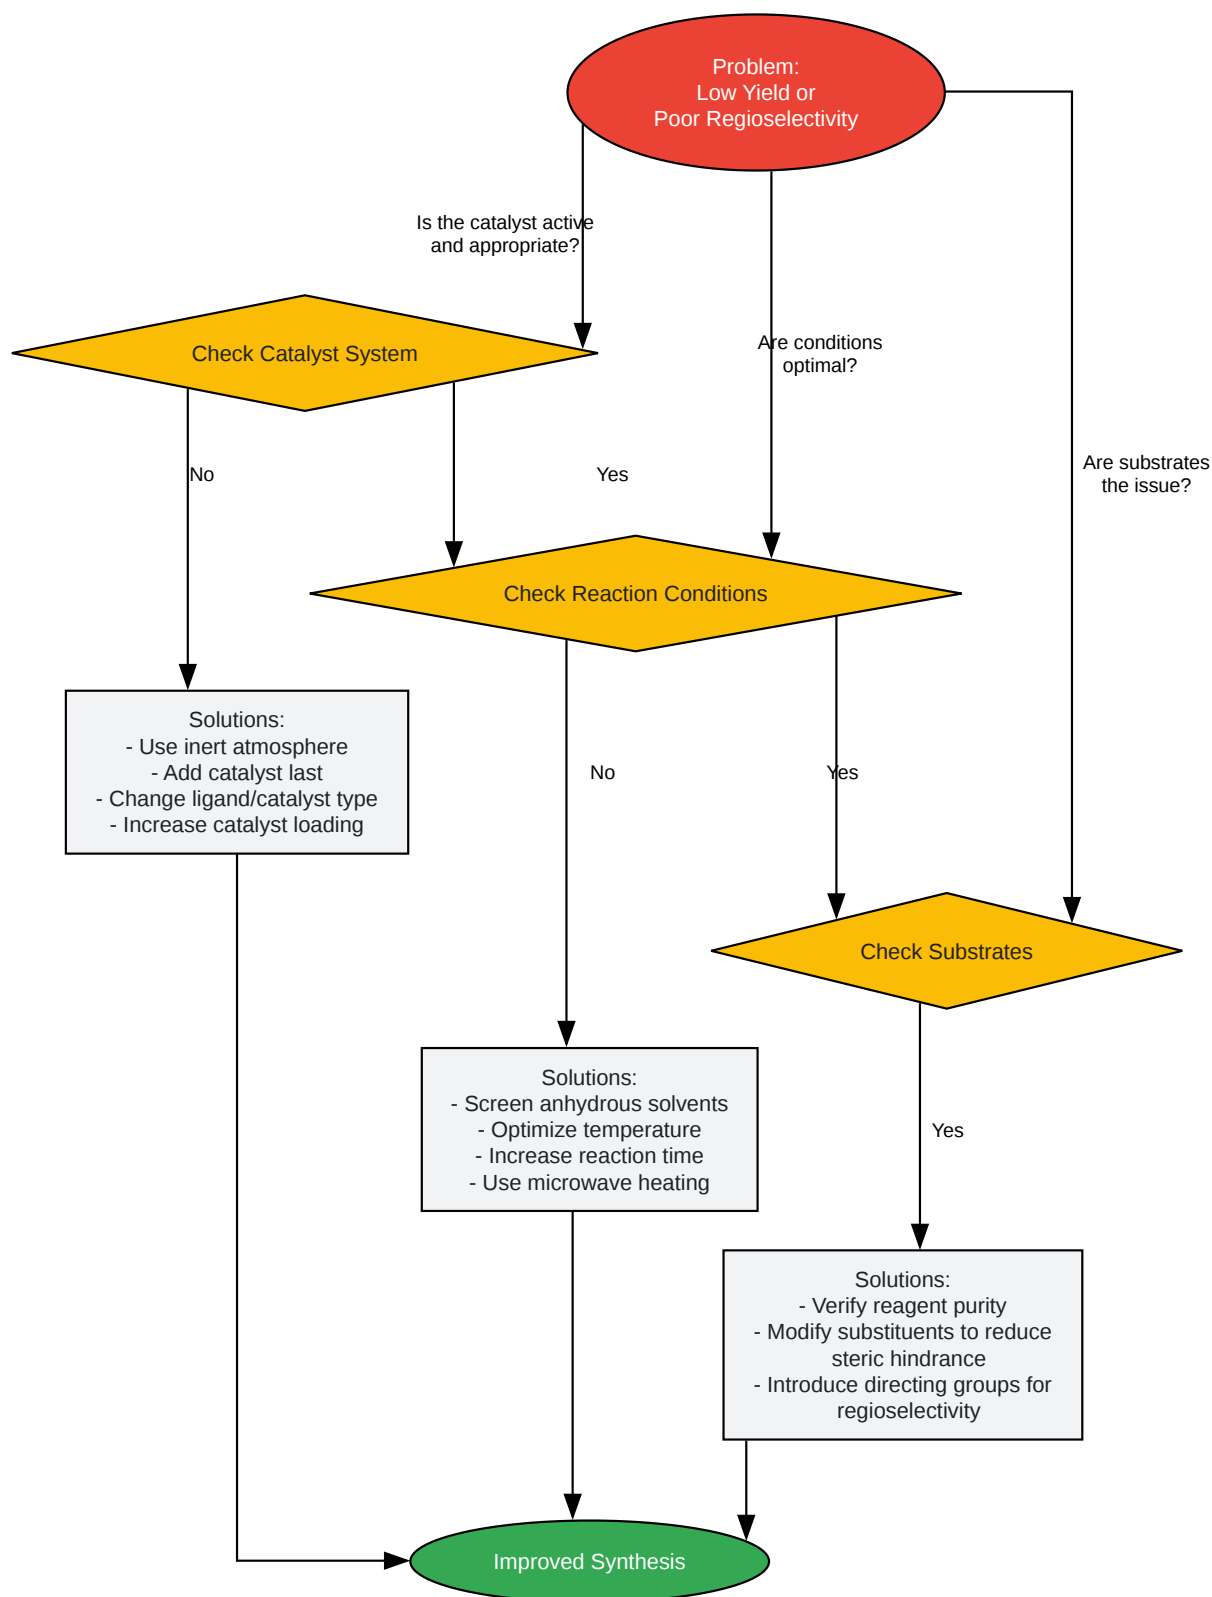 Problem:
Low Yield or
Poor Regioselectivity
Is the catalyst active
and appropriate?
Are conditions
optimal?
Check Catalyst System
Are substrates
the issue?
No
Yes
Check Reaction Conditions
Solutions:
- Use inert atmosphere
- Add catalyst last
- Change ligand/catalyst type
- Increase catalyst loading
No
Yes
Check Substrates
Solutions:
- Screen anhydrous solvents
- Optimize temperature
- Increase reaction time
- Use microwave heating
Yes
Solutions:
- Verify reagent purity
- Modify substituents to reduce
steric hindrance
- Introduce directing groups for
regioselectivity
Improved Synthesis